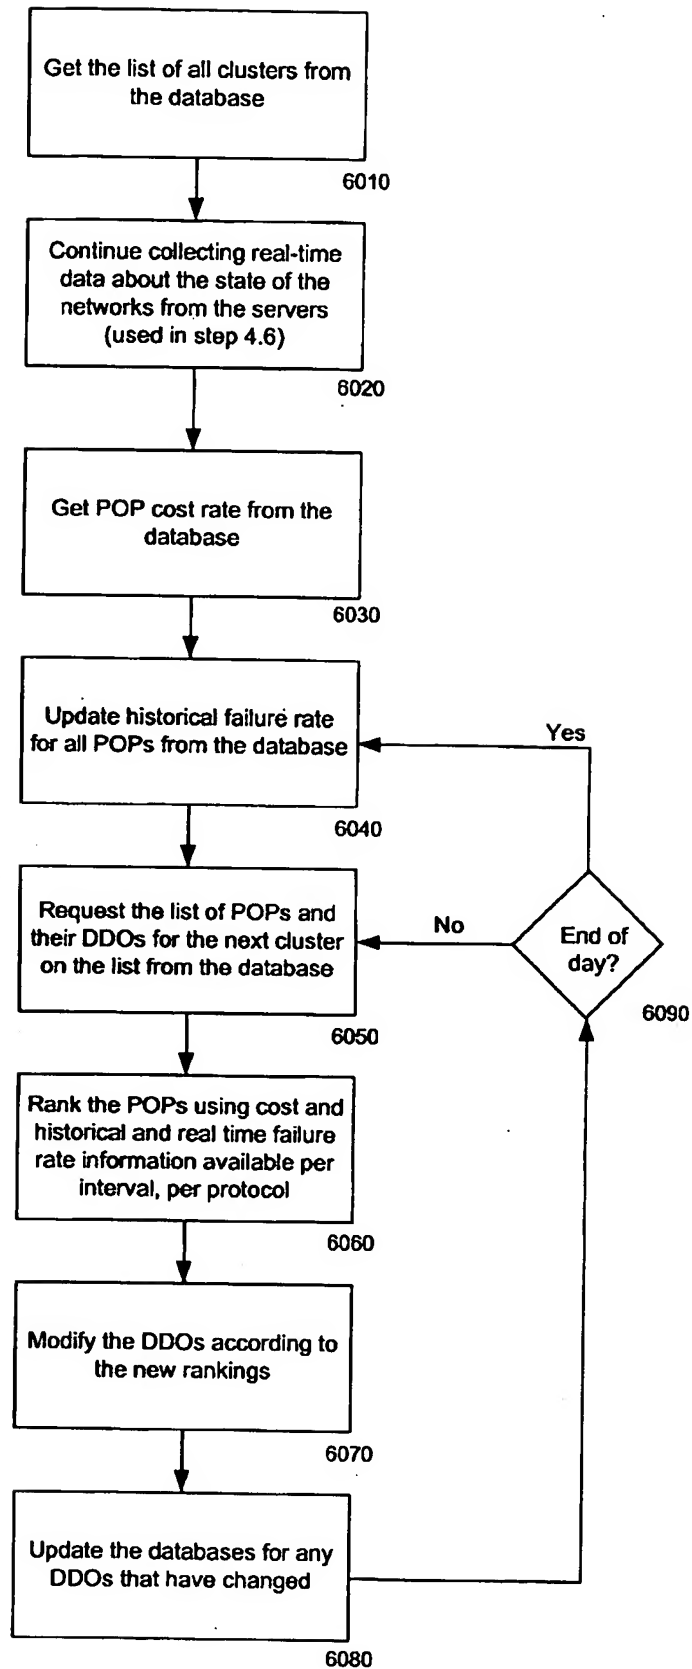 Get the list of all clusters from
the database
6010
Continue collecting real-time
data about the state of the
networks from the servers
(used in step 4.6)
6020
Get POP cost rate from the
database
6030
Update historical failure rate
for all POPs from the database
6040
Yes
Request the list of POPs and
their DDOs for the next cluster
on the list from the database
6050
No
End of
day?
6090
Rank the POPs using cost and
historical and real time failure
rate information available per
interval, per protocol
6060
Modify the DDOs according to
the new rankings
6070
Update the databases for any
DDOs that have changed
6080